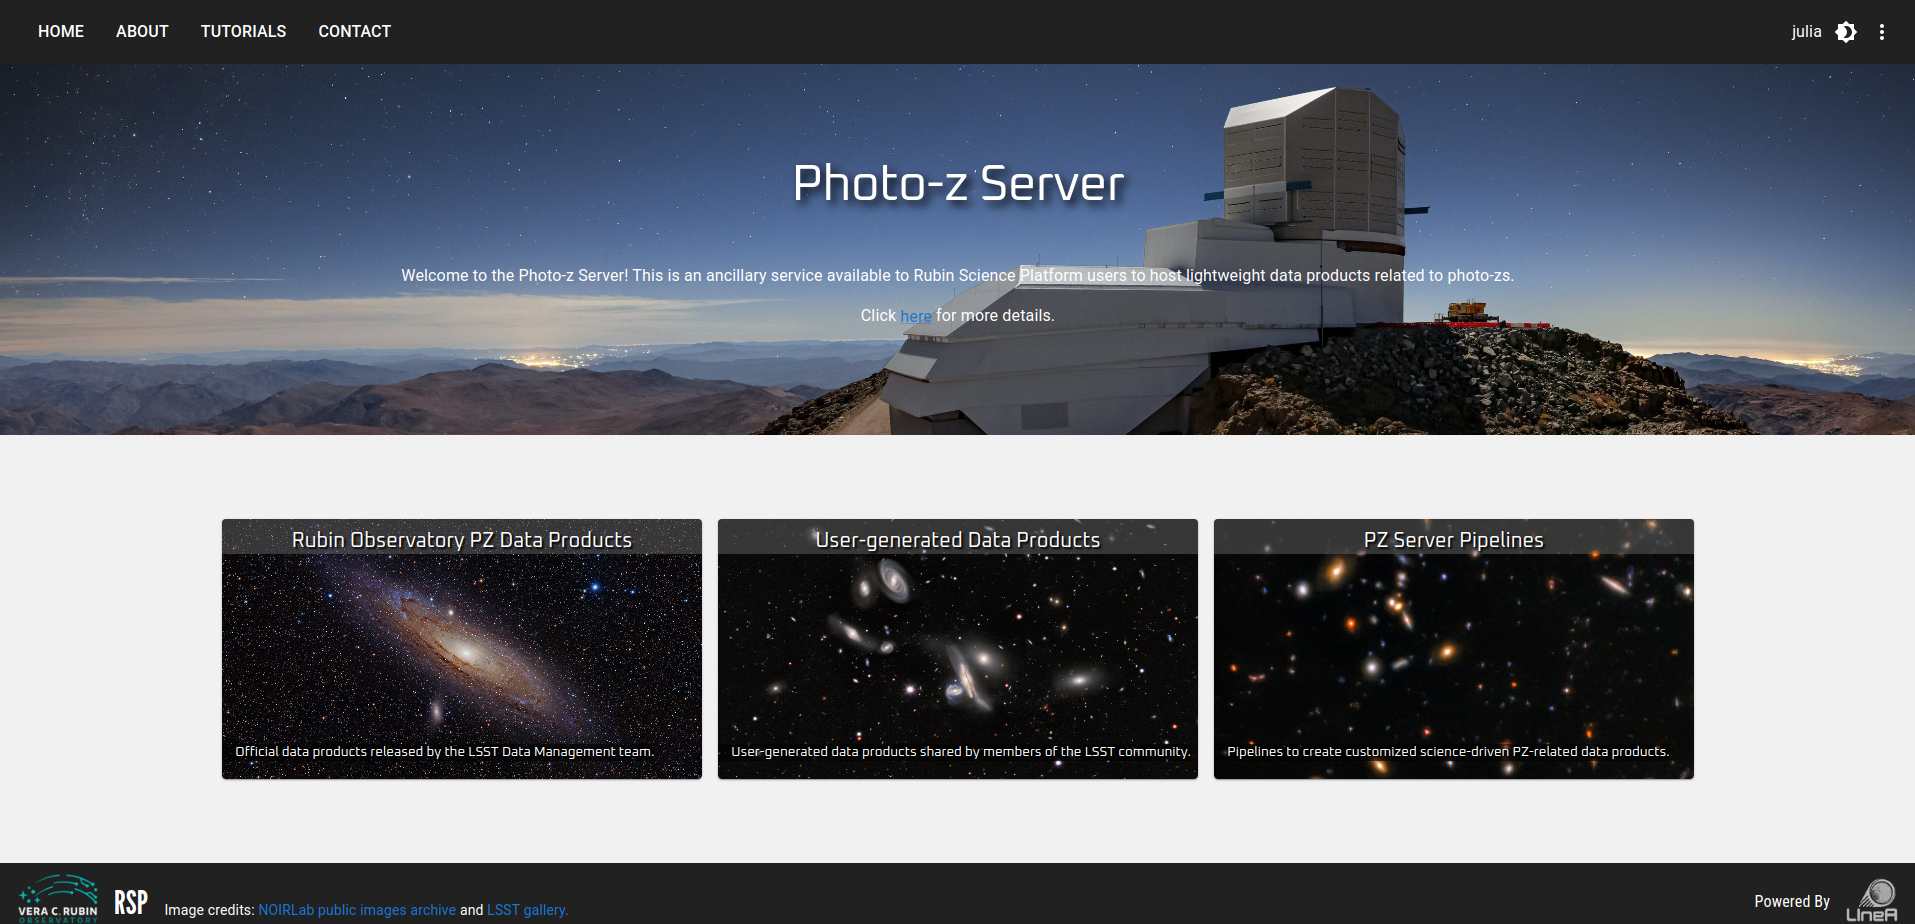 HOME ABOUT TUTORIALS CONTACT julia
Photo-z Server
Welcome to the Photo-z Server! This is an ancillary service available to Rubin Science Platform users to host lightweight data products related to photo-zs.
Click here for more details.
Rubin Observatory PZ Data Products
Official data products released by the LSST Data Management team.
User-generated Data Products
User-generated data products shared by members of the LSST community.
PZ Server Pipelines
Pipelines to create customized science-driven PZ-related data products.
VERA C. RUBIN
OBSERVATORY
RSP
Image credits: NOIRLab public images archive and LSST gallery.
Powered By
LIneA